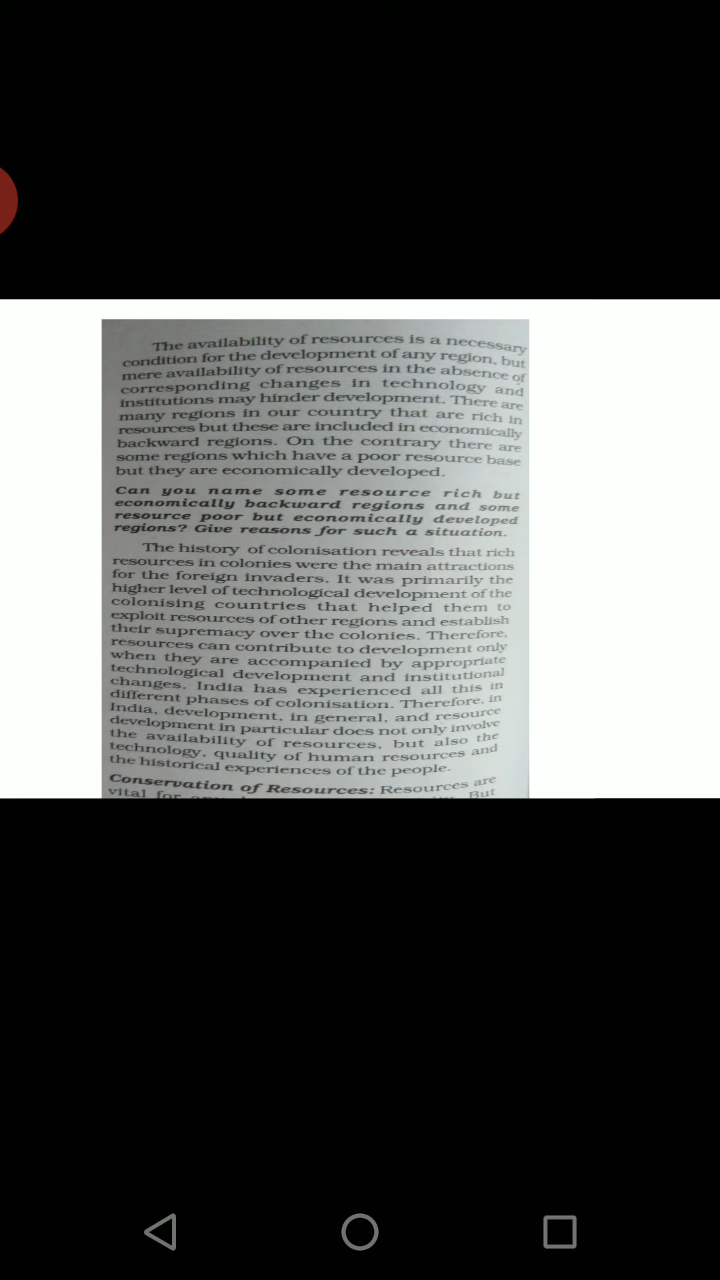 The availability of resources is a necessary
condition for the development of any region, but
mere availability of resources in the absence of
corresponding changes in technology and
institutions may hinder development. There are
many regions in our country that are rich in
resources but these are included in economically
backward regions. On the contrary there are
some regions which have a poor resource base
but they are economically developed.
Can you name some resource rich but
economically backward regions and some
resource poor but economically developed
regions? Give reasons for such a situation.
The history of colonisation reveals that rich
resources in colonies were the main attractions
for the foreign invaders. It was primarily the
higher level of technological development of the
colonising countries that helped them to
exploit resources of other regions and establish
their supremacy over the colonies. Therefore,
resources can contribute to development only
when they are accompanied by appropriate
technological development and institutional
changes. India has experienced all this in
different phases of colonisation. Therefore, in
India, development, in general, and resource
development in particular does not only involve
the availability of resources, but also the
technology, quality of human resources and
the historical experiences of the people.
Conservation of Resources: Resources are
vital for But